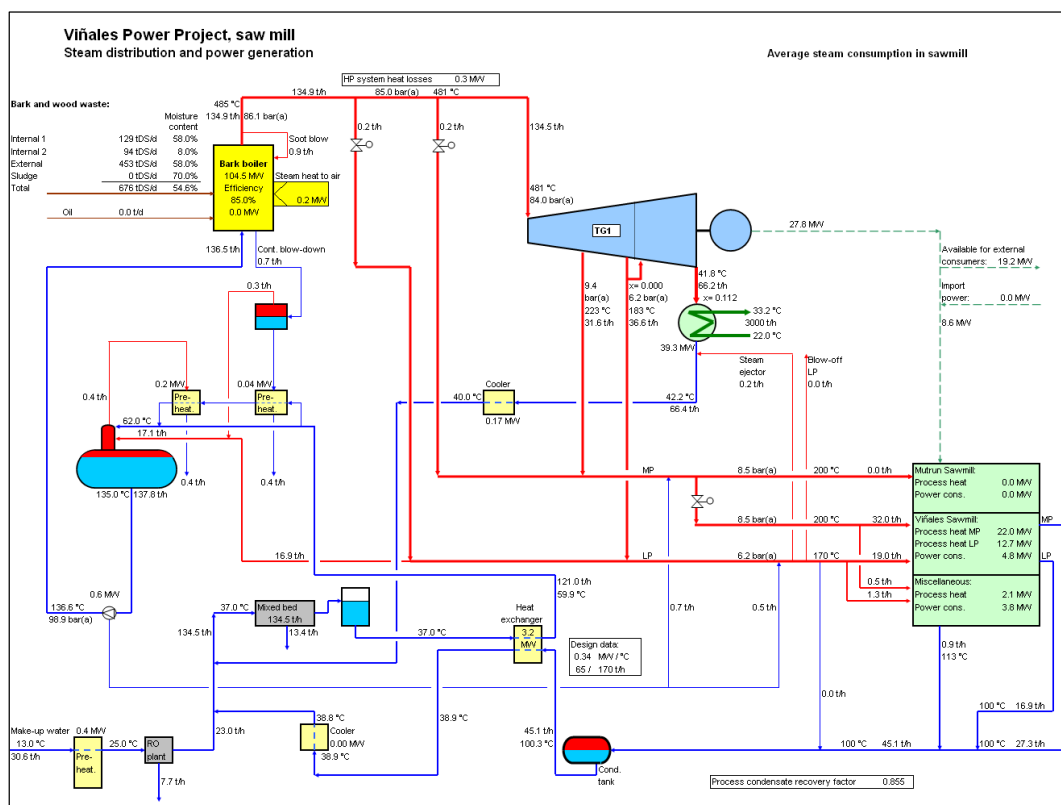 Viñales Power Project, saw mill
Steam distribution and power generation
Average steam consumption in sawmill
HP system heat losses 0.3 MW
134.9 t/h 85.0 bar(a) 481 °C
Bark and wood waste:
485 °C
134.9 t/h 86.1 bar(a)
Moisture
content
Internal 1 129 tDS/d 58.0%
Internal 2 94 tDS/d 8.0%
External 453 tDS/d 58.0%
Sludge 0 tDS/d 70.0%
Total 676 tDS/d 54.6%
Oil 0.0 t/d
Soot blow
0.9 t/h
Bark boiler
104.5 MW
Efficiency
85.0%
0.0 MW
Steam heat to air
0.2 MW
0.2 t/h
0.2 t/h
134.5 t/h
481 °C
84.0 bar(a)
TG1
27.8 MW
Available for external
consumers: 19.2 MW
Import
power: 0.0 MW
8.6 MW
136.5 t/h
Cont. blow-down
0.7 t/h
0.3 t/h
9.4
bar(a)
223 °C
31.6 t/h
x= 0.000
6.2 bar(a)
183 °C
36.6 t/h
41.8 °C
66.2 t/h
x= 0.112
33.2 °C
3000 t/h
22.0 °C
39.3 MW
Steam
ejector
0.2 t/h
Blow-off
LP
0.0 t/h
0.2 MW
0.04 MW
Pre-
heat.
Pre-
heat.
0.4 t/h
62.0 °C
17.1 t/h
40.0 °C
Cooler
0.17 MW
42.2 °C
66.4 t/h
0.4 t/h
0.4 t/h
135.0 °C 137.8 t/h
MP 8.5 bar(a) 200 °C 0.0 t/h
8.5 bar(a) 200 °C 32.0 t/h
LP 6.2 bar(a) 170 °C 19.0 t/h
Mutrun Sawmill:
Process heat 0.0 MW
Power cons. 0.0 MW
Viñales Sawmill:
Process heat MP 22.0 MW
Process heat LP 12.7 MW
Power cons. 4.8 MW
Miscellaneous:
Process heat 2.1 MW
Power cons. 3.8 MW
MP
LP
16.9 t/h
0.5 t/h
1.3 t/h
0.6 MW
136.6 °C
98.9 bar(a)
37.0 °C
Mixed bed
134.5 t/h
134.5 t/h
13.4 t/h
37.0 °C
121.0 t/h
59.9 °C
Heat
exchanger
3.2
MW
0.7 t/h
0.5 t/h
Design data:
0.34 MW / °C
65 / 170 t/h
0.9 t/h
113 °C
0.0 t/h
100 °C 16.9 t/h
Make-up water 0.4 MW
13.0 °C
30.6 t/h
Pre-
heat.
25.0 °C
RO
plant
7.7 t/h
23.0 t/h
38.8 °C
Cooler
0.00 MW
38.9 °C
38.9 °C
45.1 t/h
100.3 °C
Cond.
tank
100 °C 45.1 t/h
100 °C 27.3 t/h
Process condensate recovery factor 0.855